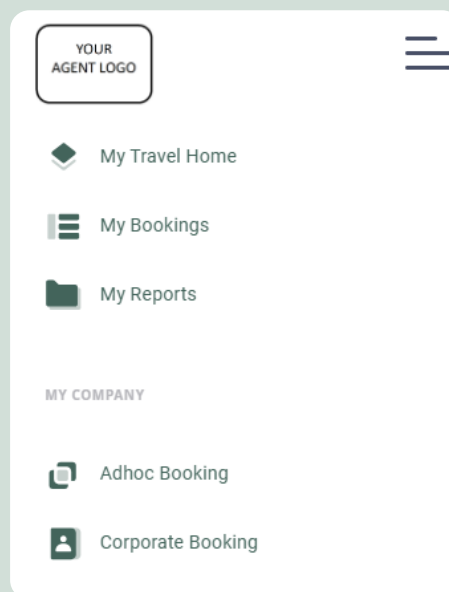 YOUR
AGENT LOGO
My Travel Home
My Bookings
My Reports
MY COMPANY
Adhoc Booking
Corporate Booking